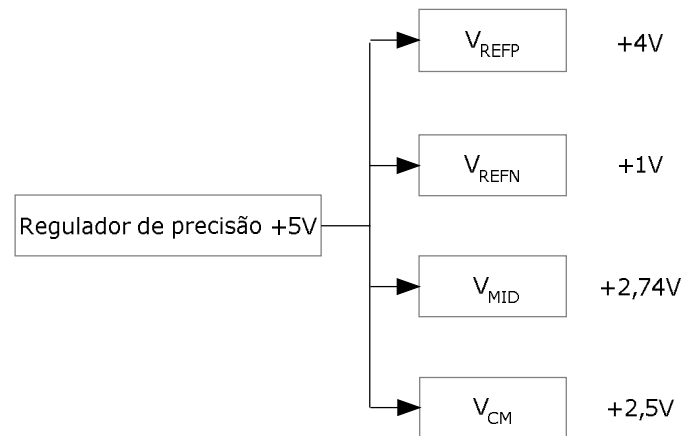 V_REFP +4V
V_REFN +1V
Regulador de precisão +5V
V_MID +2,74V
V_CM +2,5V